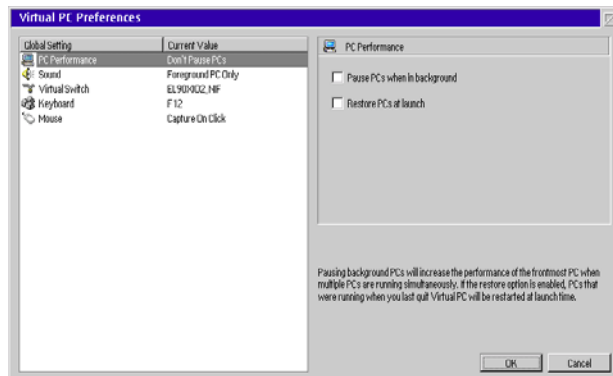 Virtual PC Preferences
Global Setting Current Value
PC Performance Don't Pause PCs
Sound Foreground PC Only
Virtual Switch EL90XIO2,NIF
Keyboard F12
Mouse Capture On Click
PC Performance
Pause PCs when in background
Restore PCs at launch
Pausing background PCs will increase the performance of the frontmost PC when
multiple PCs are running simultaneously. If the restore option is enabled, PCs that
were running when you last quit Virtual PC will be restarted at launch time.
OK Cancel